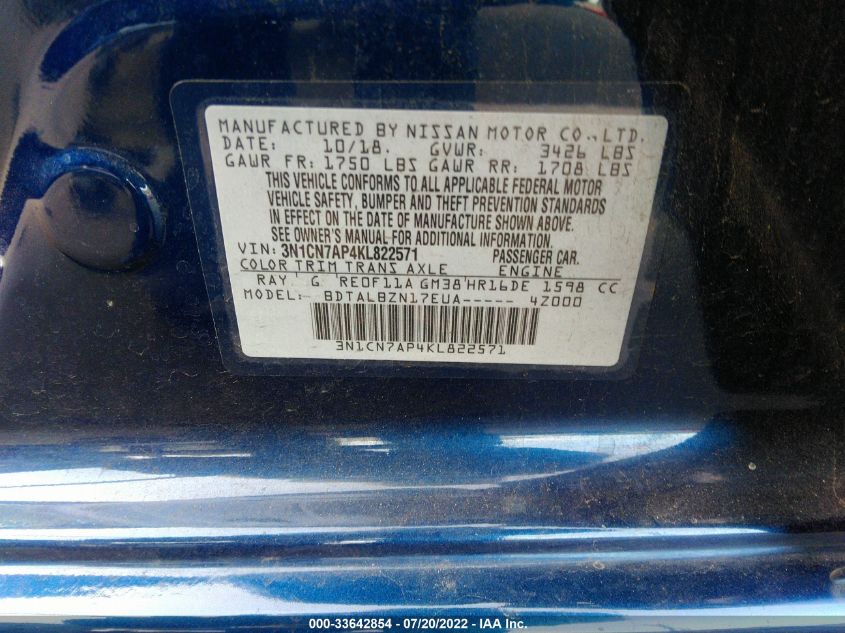 MANUFACTURED BY NISSAN MOTOR CO., LTD.
DATE: 10/18. GVWR: 3426 LBS
GAWR FR: 1750 LBS GAWR RR: 1708 LBS
THIS VEHICLE CONFORMS TO ALL APPLICABLE FEDERAL MOTOR
VEHICLE SAFETY, BUMPER AND THEFT PREVENTION STANDARDS
IN EFFECT ON THE DATE OF MANUFACTURE SHOWN ABOVE.
SEE OWNER'S MANUAL FOR ADDITIONAL INFORMATION.
VIN: 3N1CN7AP4KL822571 PASSENGER CAR.
COLOR TRIM TRANS AXLE ENGINE
RAY G RE0F11A GM38 HR16DE 1598 CC
MODEL: BDTALBZN17EUA----- 4Z000
3N1CN7AP4KL822571
000-33642854 - 07/20/2022 - IAA Inc.